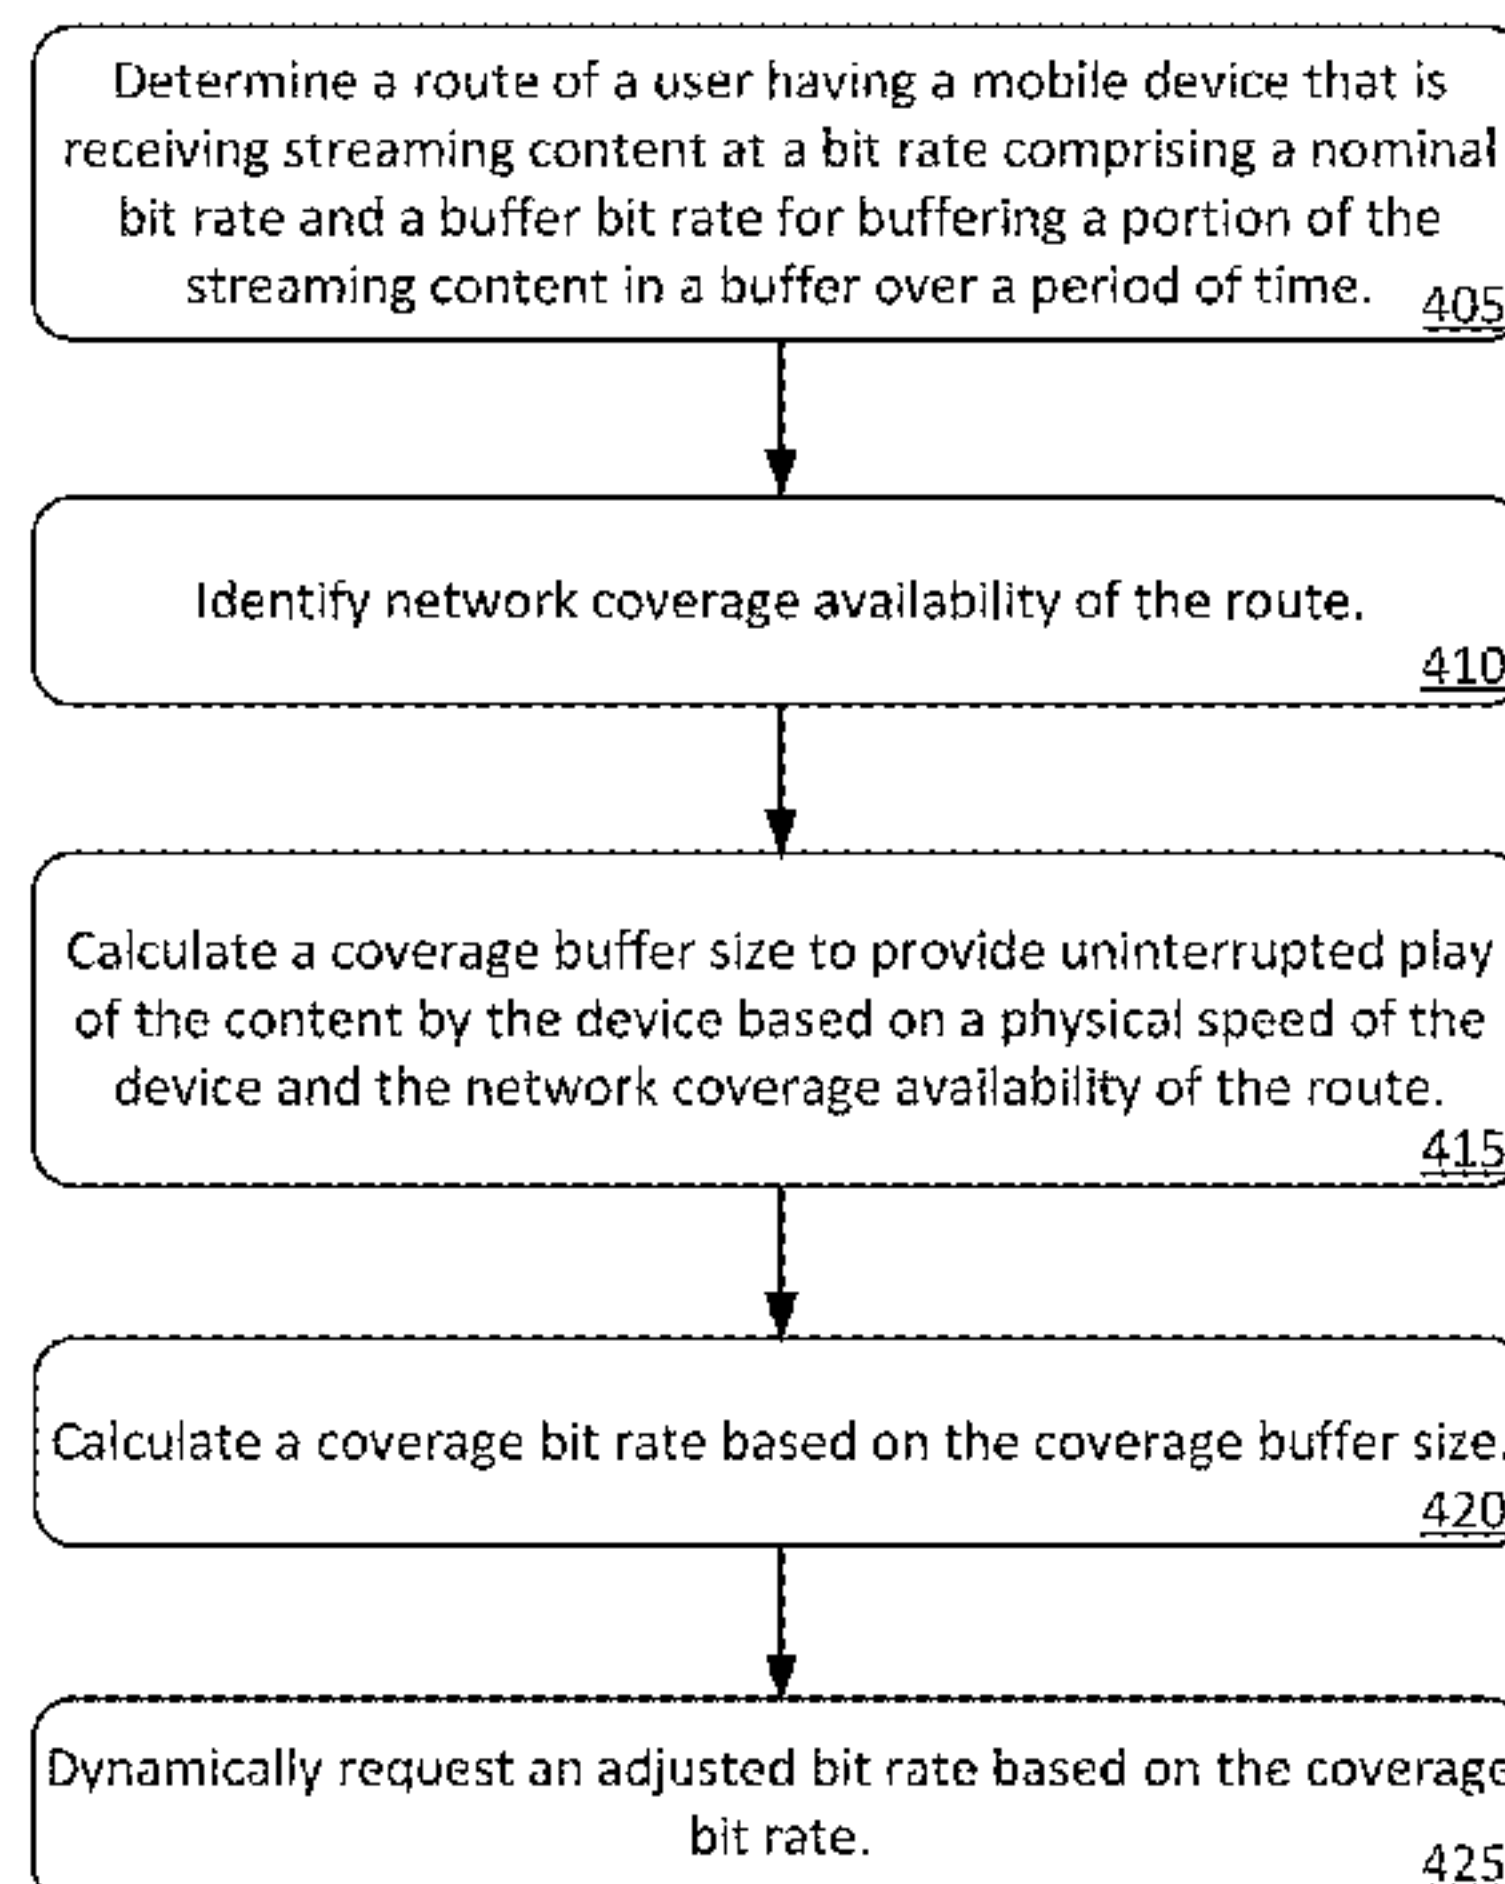 Determine a route of a user having a mobile device that is
receiving streaming content at a bit rate comprising a nominal
bit rate and a buffer bit rate for buffering a portion of the
streaming content in a buffer over a period of time.
405
Identify network coverage availability of the route.
410
Calculate a coverage buffer size to provide uninterrupted play
of the content by the device based on a physical speed of the
device and the network coverage availability of the route.
415
Calculate a coverage bit rate based on the coverage buffer size.
420
Dynamically request an adjusted bit rate based on the coverage
bit rate.
425